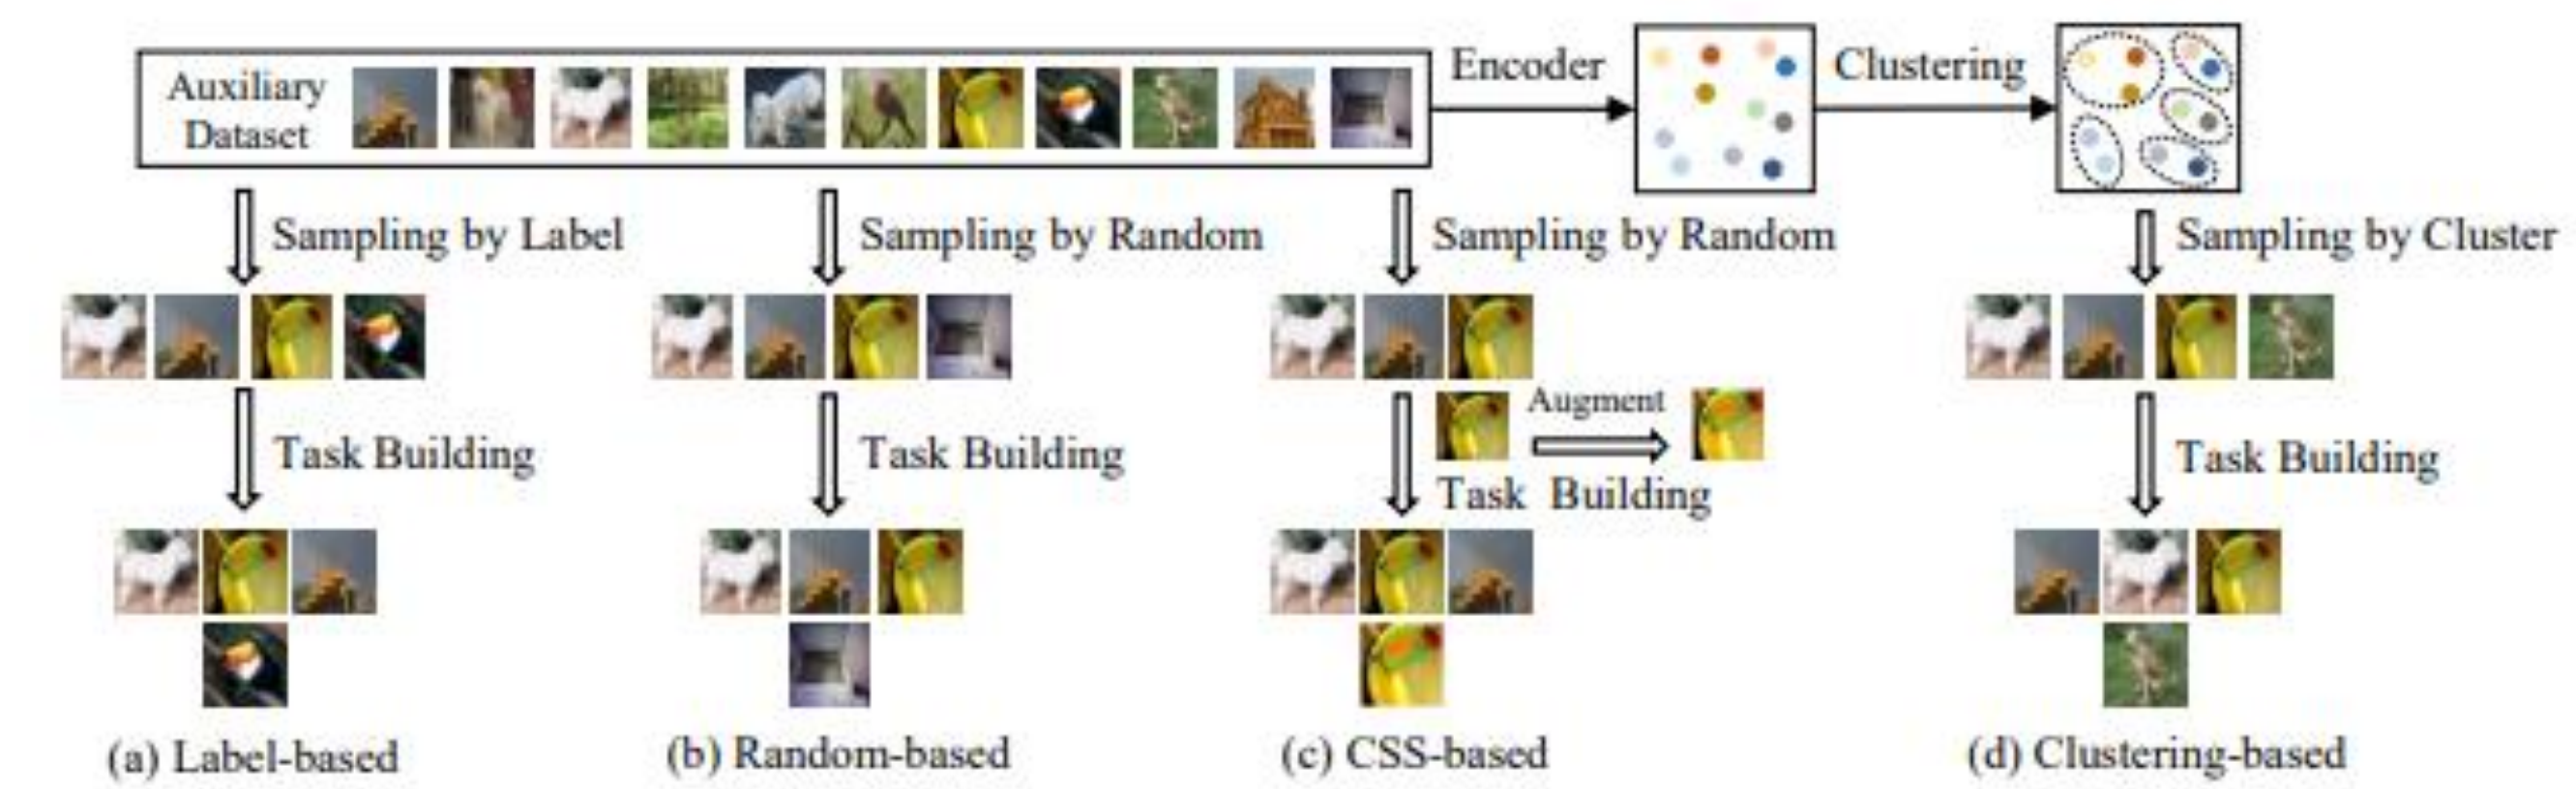 Auxiliary
Dataset
Encoder
Clustering
Sampling by Label
Sampling by Random
Sampling by Random
Sampling by Cluster
Augment
Task Building
Task Building
Task Building
Task Building
(a) Label-based
(b) Random-based
(c) CSS-based
(d) Clustering-based